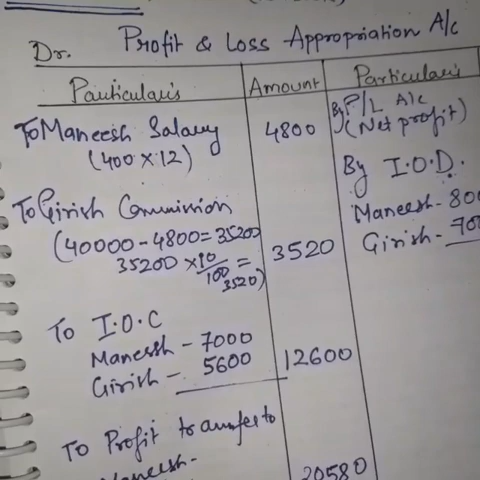 Dr. Profit & Loss Appropriation A/c
Particulars Amount Particulars
To Maneesh Salary 4800 By P/L A/c
(400 × 12) (Net profit)
By I.O.D.
To Girish Commission Maneesh - 800
(40000 - 4800 = 35200 Girish - 700
35200 × 10/100 = 3520
3520)
To I.O.C
Maneesh - 7000
Girish - 5600 12600
To Profit transfer to
Maneesh -
20580